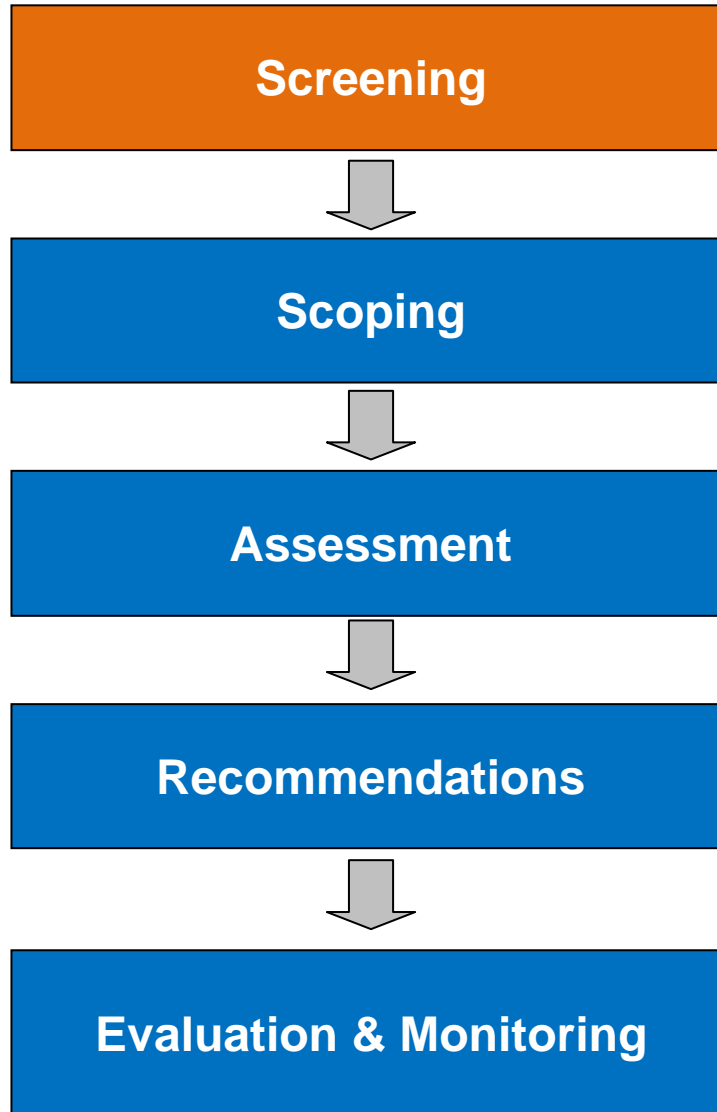 Screening
Scoping
Assessment
Recommendations
Evaluation & Monitoring